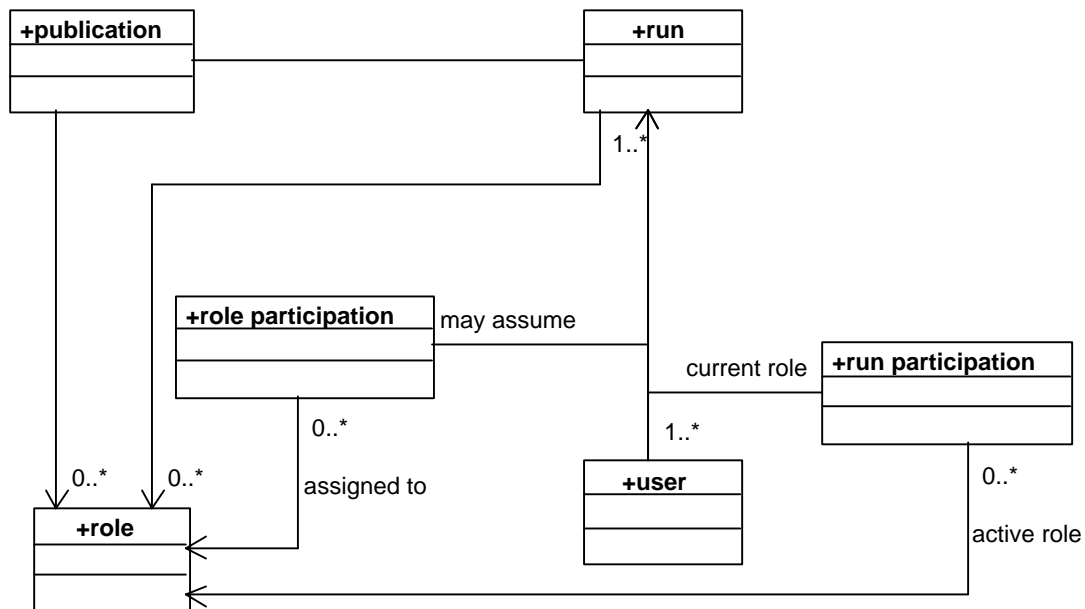 +publication
+run
1..*
+role participation
may assume
current role
+run participation
0..*
1..*
0..*
0..*
0..*
assigned to
+user
+role
active role